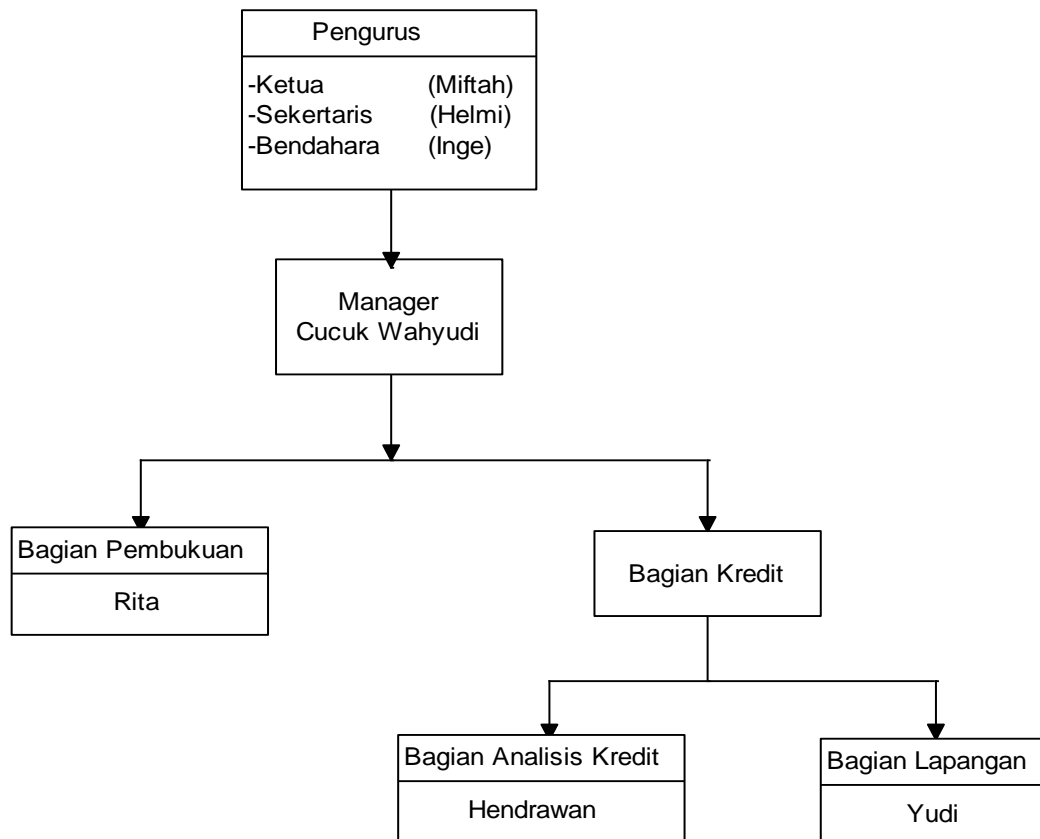 Pengurus
-Ketua (Miftah)
-Sekertaris (Helmi)
-Bendahara (Inge)
Manager
Cucuk Wahyudi
Bagian Pembukuan
Rita
Bagian Kredit
Bagian Analisis Kredit
Hendrawan
Bagian Lapangan
Yudi